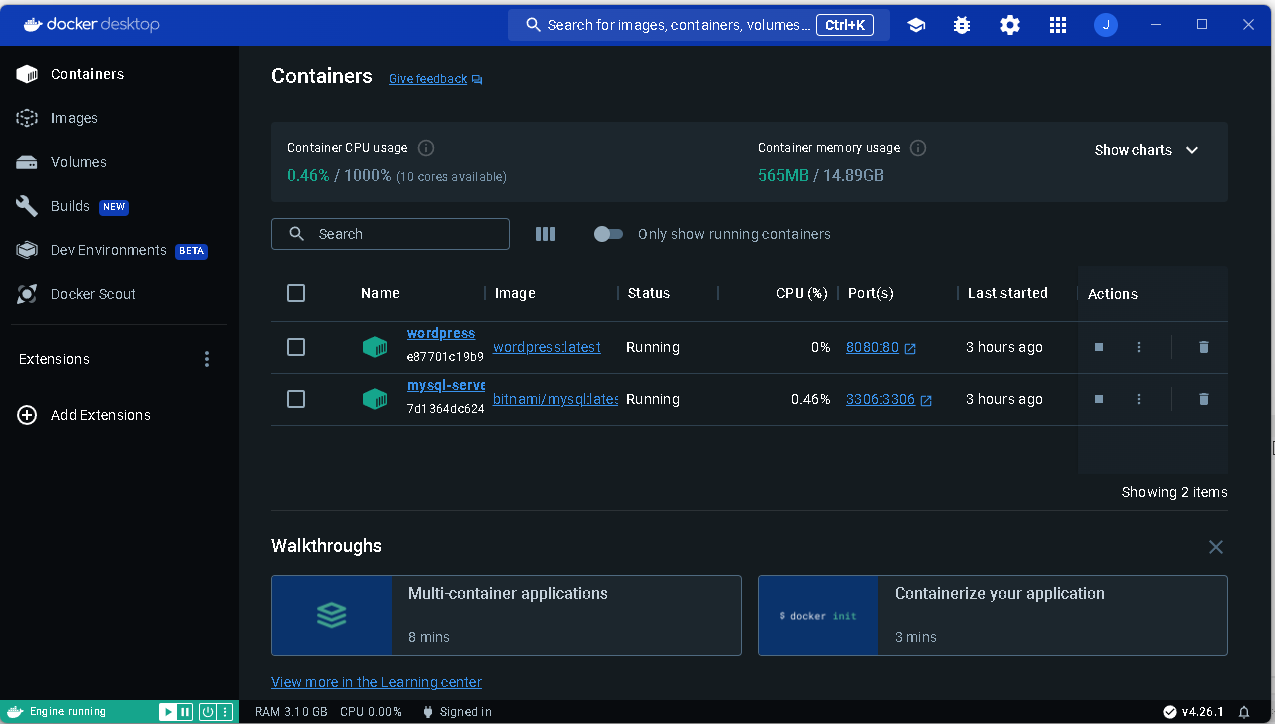 docker desktop
Search for images, containers, volumes... Ctrl+K
J
Containers
Images
Volumes
Builds NEW
Dev Environments BETA
Docker Scout
Extensions
Add Extensions
Containers Give feedback
Container CPU usage
0.46% / 1000% (10 cores available)
Container memory usage
565MB / 14.89GB
Show charts
Search
Only show running containers
Name Image Status CPU (%) Port(s) Last started Actions
wordpress
e87701c19b9
wordpress:latest Running 0% 8080:80 3 hours ago
mysql-serve
7d1364dc624
bitnami/mysql:lates Running 0.46% 3306:3306 3 hours ago
Showing 2 items
Walkthroughs
Multi-container applications
8 mins
$ docker init
Containerize your application
3 mins
View more in the Learning center
Engine running
RAM 3.10 GB CPU 0.00% Signed in
v4.26.1